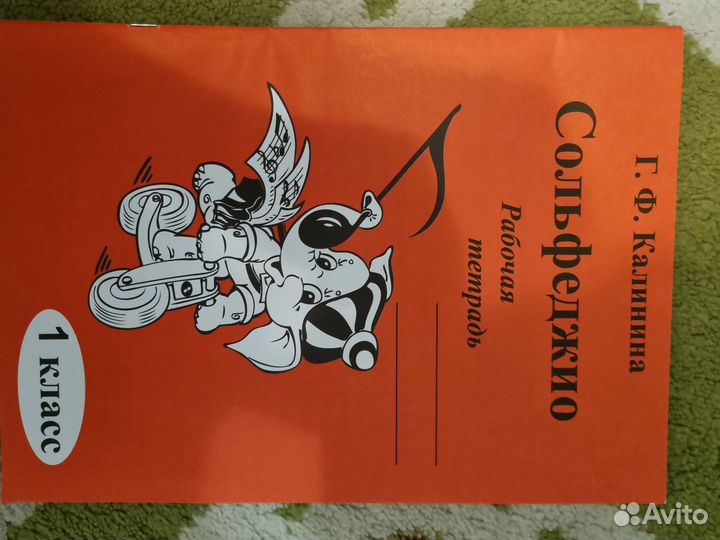 Г. Ф. Калинина
Сольфеджио
Рабочая
тетрадь
1 класс
Avito